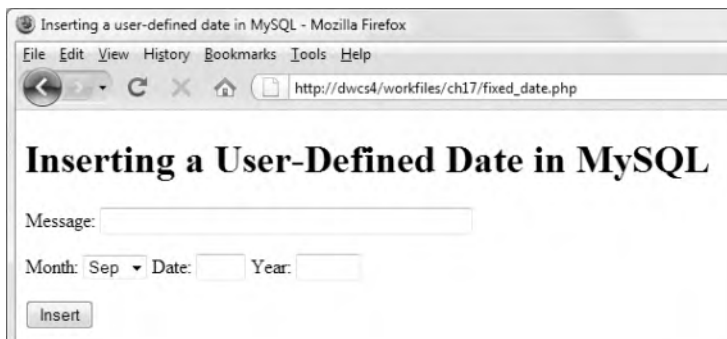 Inserting a user-defined date in MySQL - Mozilla Firefox
File Edit View History Bookmarks Tools Help
http://dwcs4/workfiles/ch17/fixed_date.php
Inserting a User-Defined Date in MySQL
Message:
Month: Sep Date: Year:
Insert